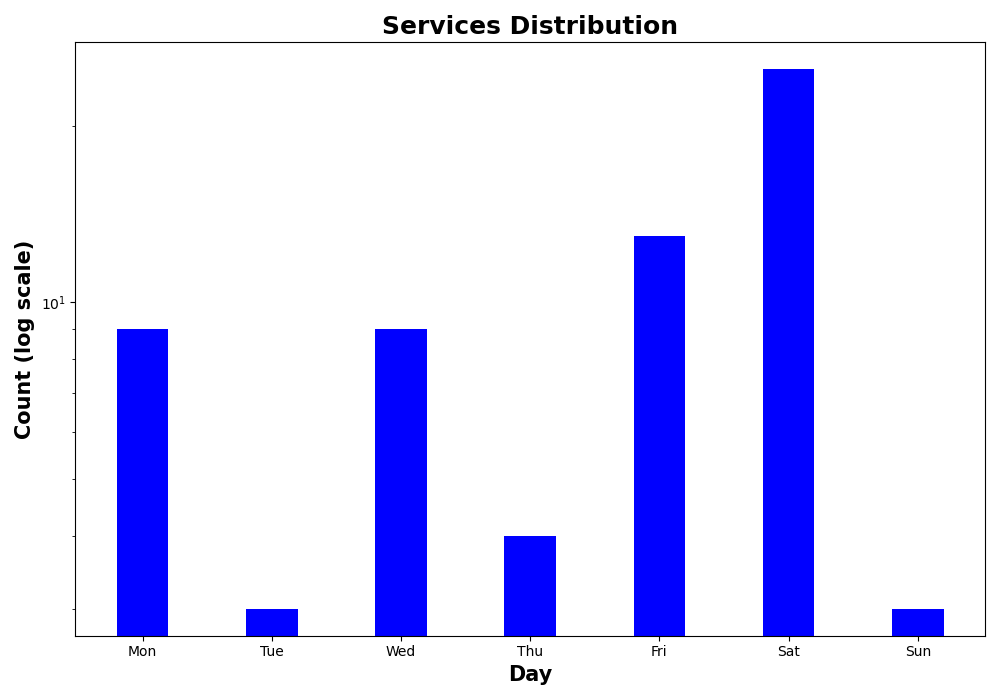 Services Distribution
Count (log scale)
10¹
Mon Tue Wed Thu Fri Sat Sun
Day